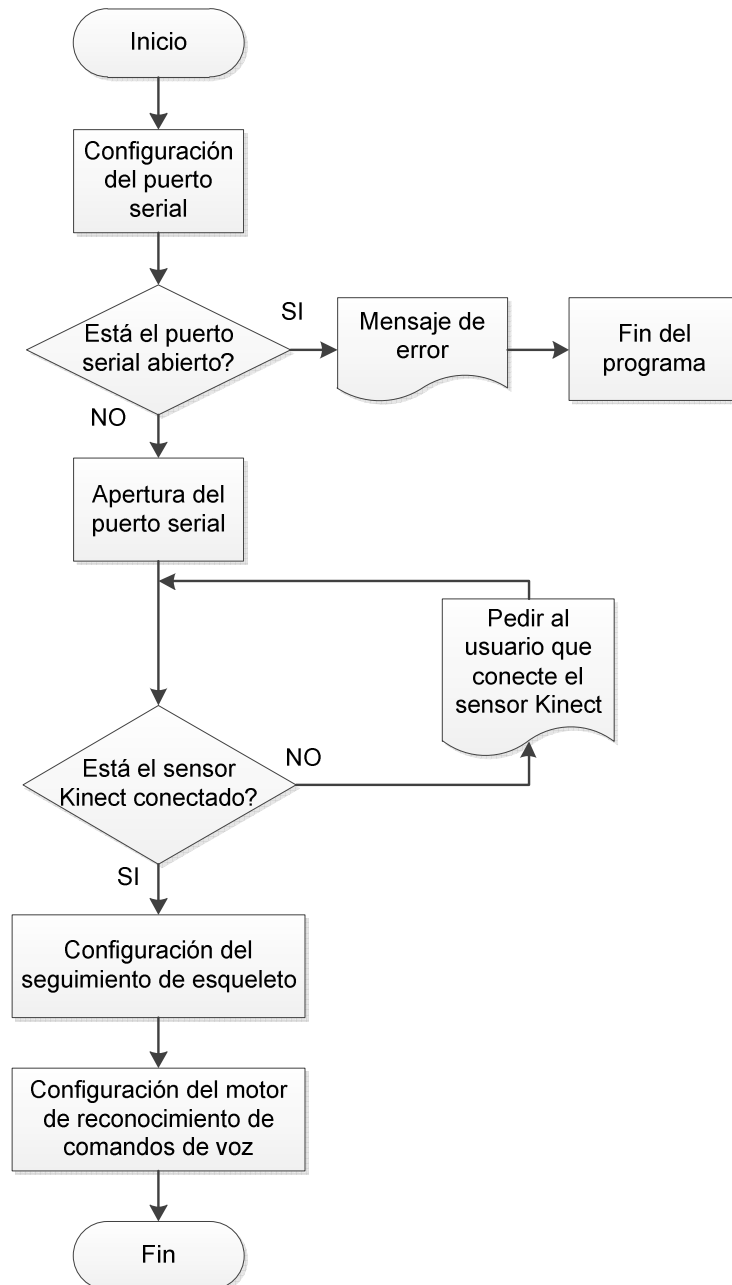 Inicio
Configuración
del puerto
serial
Está el puerto
serial abierto?
SI
Mensaje de
error
Fin del
programa
NO
Apertura del
puerto serial
Pedir al
usuario que
conecte el
sensor Kinect
Está el sensor
Kinect conectado?
NO
SI
Configuración del
seguimiento de esqueleto
Configuración del motor
de reconocimiento de
comandos de voz
Fin